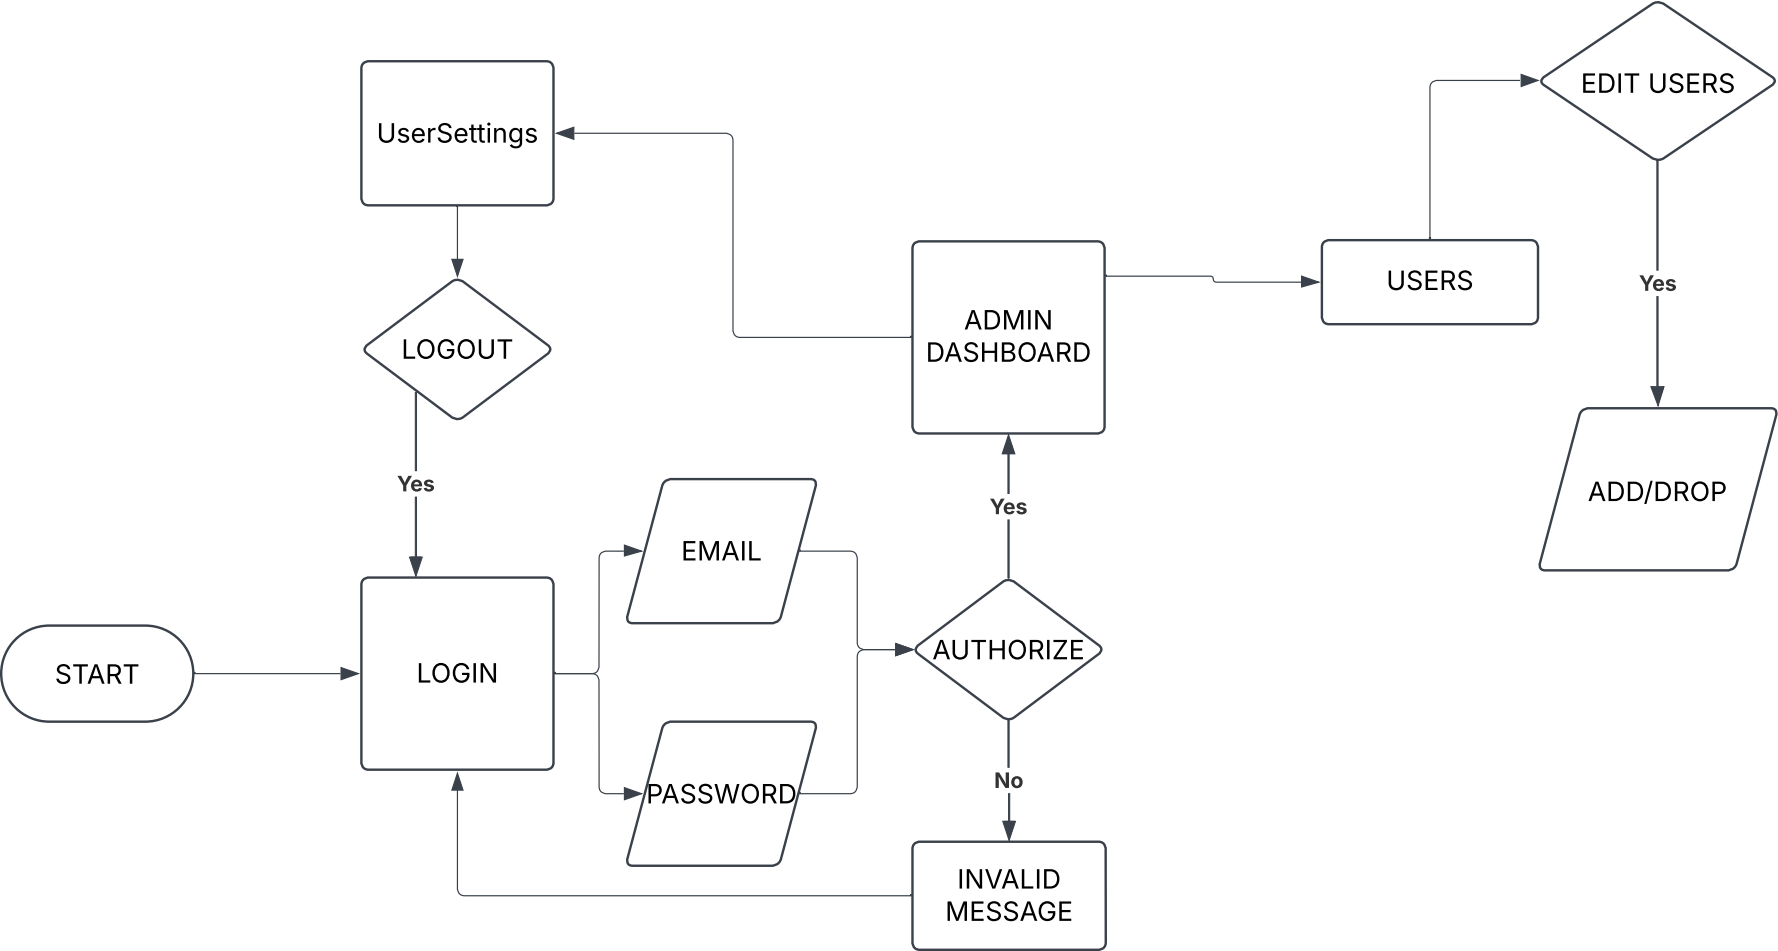 EDIT USERS
UserSettings
USERS
Yes
ADMIN
DASHBOARD
LOGOUT
Yes
ADD/DROP
Yes
EMAIL
AUTHORIZE
START
LOGIN
No
PASSWORD
INVALID
MESSAGE